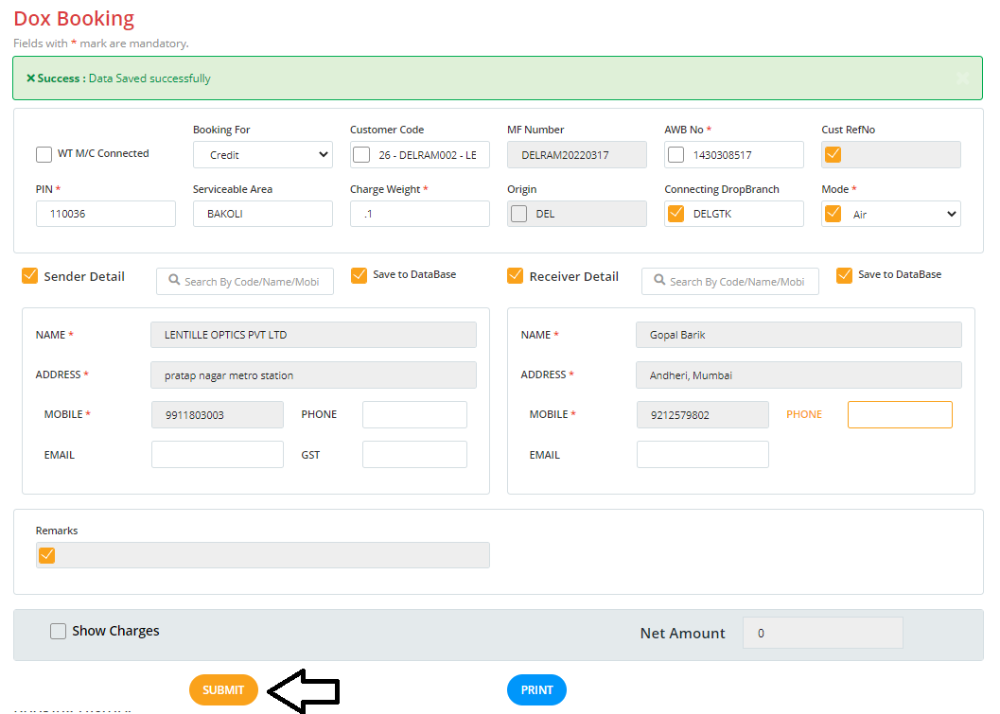 Dox Booking
Fields with * mark are mandatory.
×Success : Data Saved successfully
Booking For Customer Code MF Number AWB No * Cust RefNo
WT M/C Connected Credit 26 - DELRAM002 - LE DELRAM20220317 1430308517
PIN * Serviceable Area Charge Weight * Origin Connecting DropBranch Mode *
110036 BAKOLI .1 DEL DELGTK Air
Sender Detail Search By Code/Name/Mobi Save to DataBase Receiver Detail Search By Code/Name/Mobi Save to DataBase
NAME * LENTILLE OPTICS PVT LTD
ADDRESS * pratap nagar metro station
MOBILE * 9911803003 PHONE
EMAIL GST
NAME * Gopal Barik
ADDRESS * Andheri, Mumbai
MOBILE * 9212579802 PHONE
EMAIL
Remarks
Show Charges Net Amount 0
SUBMIT PRINT